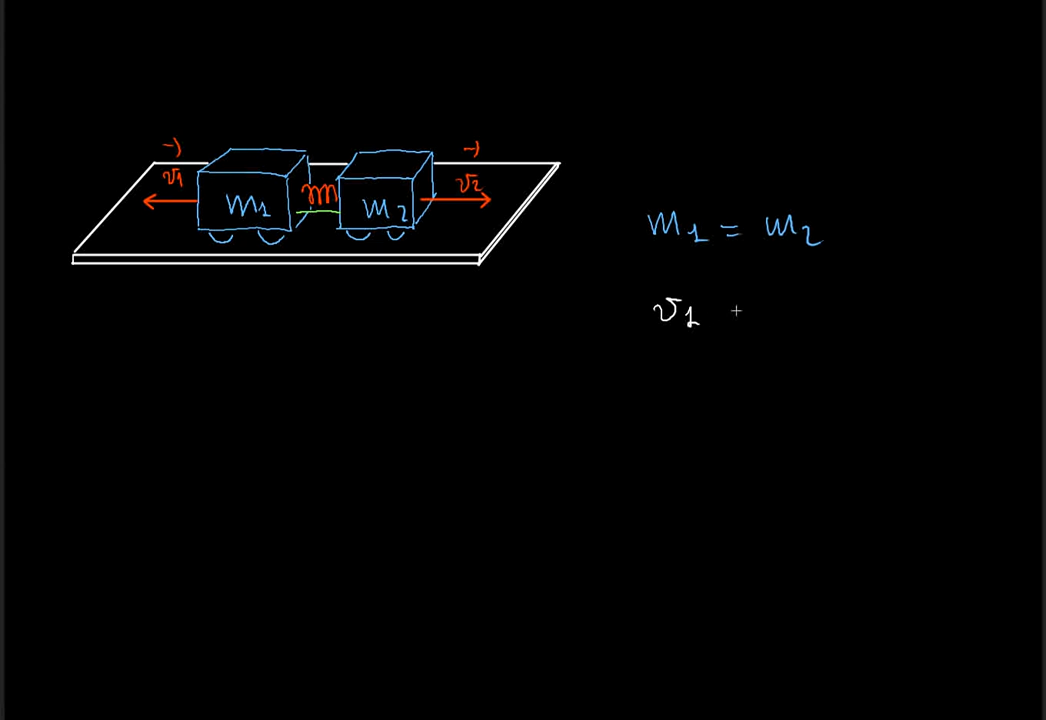 v1 → v2 →
m1 m2
m1 = m2
v1 +